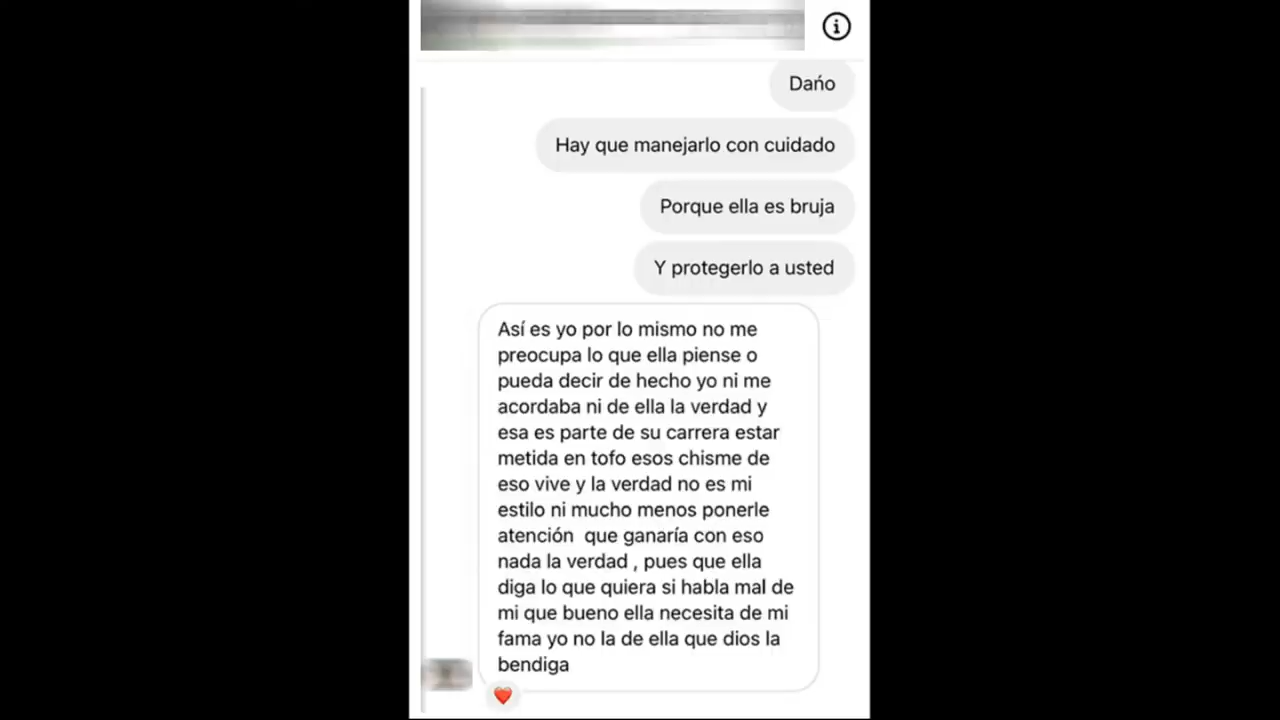 Dańo
Hay que manejarlo con cuidado
Porque ella es bruja
Y protegerlo a usted
Así es yo por lo mismo no me
preocupa lo que ella piense o
pueda decir de hecho yo ni me
acordaba ni de ella la verdad y
esa es parte de su carrera estar
metida en tofo esos chisme de
eso vive y la verdad no es mi
estilo ni mucho menos ponerle
atención  que ganaría con eso
nada la verdad , pues que ella
diga lo que quiera si habla mal de
mi que bueno ella necesita de mi
fama yo no la de ella que dios la
bendiga